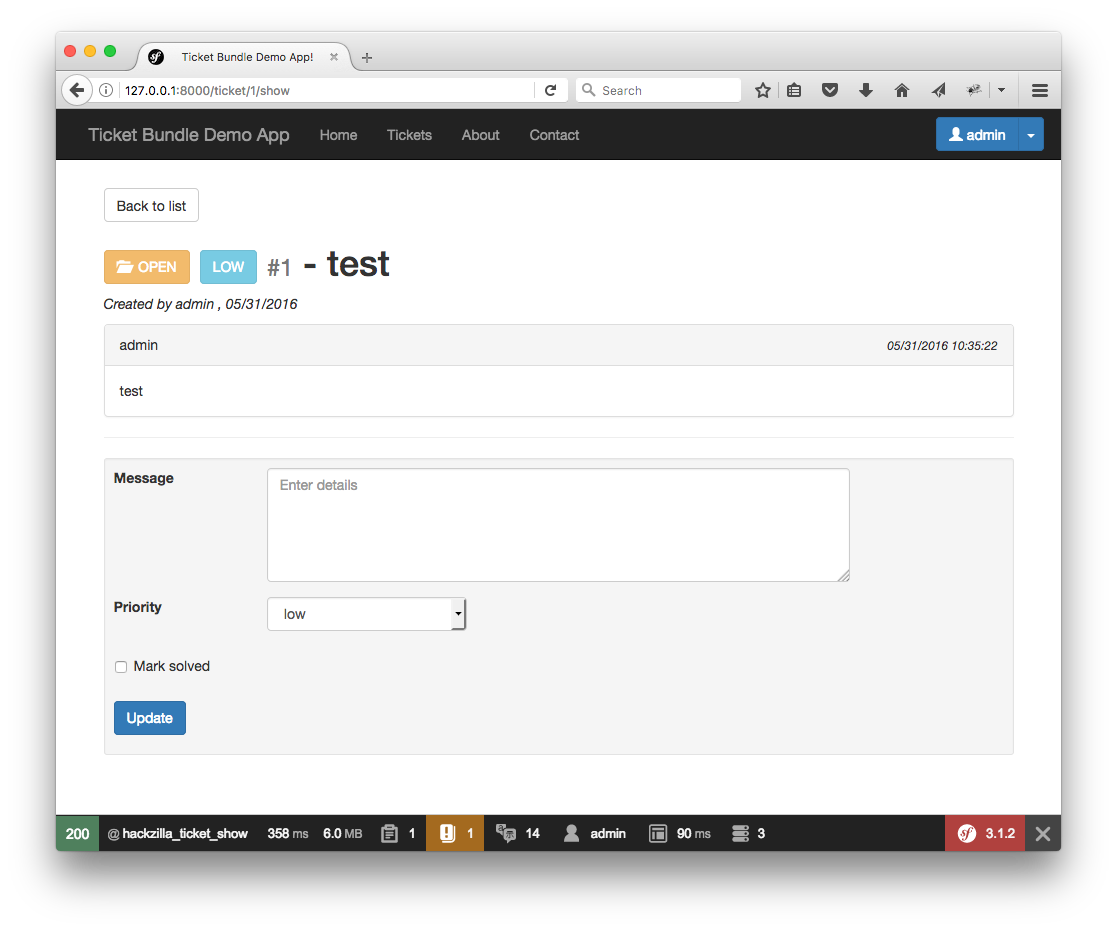 Ticket Bundle Demo App!
127.0.0.1:8000/ticket/1/show
Search
Ticket Bundle Demo App Home Tickets About Contact admin
Back to list
OPEN LOW #1 - test
Created by admin , 05/31/2016
admin 05/31/2016 10:35:22
test
Message Enter details
Priority low
Mark solved
Update
200 @ hackzilla_ticket_show 358 ms 6.0 MB 1 1 14 admin 90 ms 3 sf 3.1.2